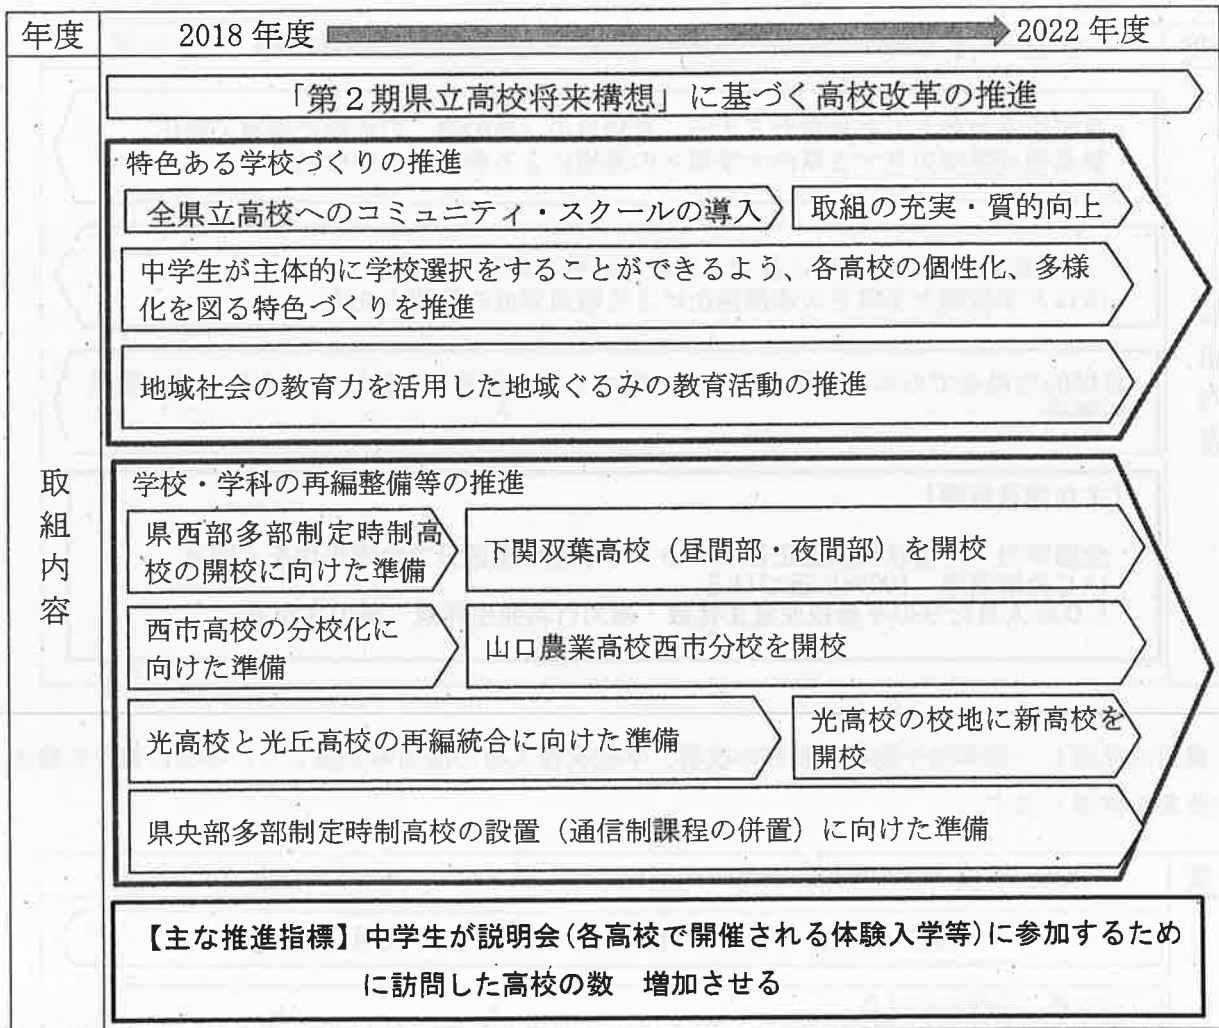 年度
2018 年度
2022 年度
「第２期県立高校将来構想」に基づく高校改革の推進
特色ある学校づくりの推進
全県立高校へのコミュニティ・スクールの導入
取組の充実・質的向上
中学生が主体的に学校選択をすることができるよう、各高校の個性化、多様
化を図る特色づくりを推進
地域社会の教育力を活用した地域ぐるみの教育活動の推進
取組内容
学校・学科の再編整備等の推進
県西部多部制定時制高
校の開校に向けた準備
下関双葉高校（昼間部・夜間部）を開校
西市高校の分校化に
向けた準備
山口農業高校西市分校を開校
光高校と光丘高校の再編統合に向けた準備
光高校の校地に新高校を
開校
県央部多部制定時制高校の設置（通信制課程の併置）に向けた準備
【主な推進指標】中学生が説明会（各高校で開催される体験入学等）に参加するため
に訪問した高校の数　増加させる